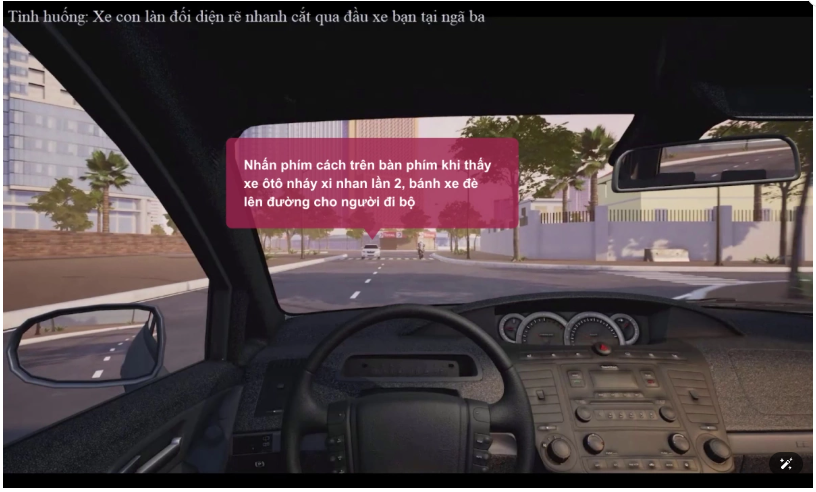 Tình huống: Xe con làn đối diện rẽ nhanh cắt qua đầu xe bạn tại ngã ba
Nhấn phím cách trên bàn phím khi thấy
xe ôtô nháy xi nhan lần 2, bánh xe đè
lên đường cho người đi bộ